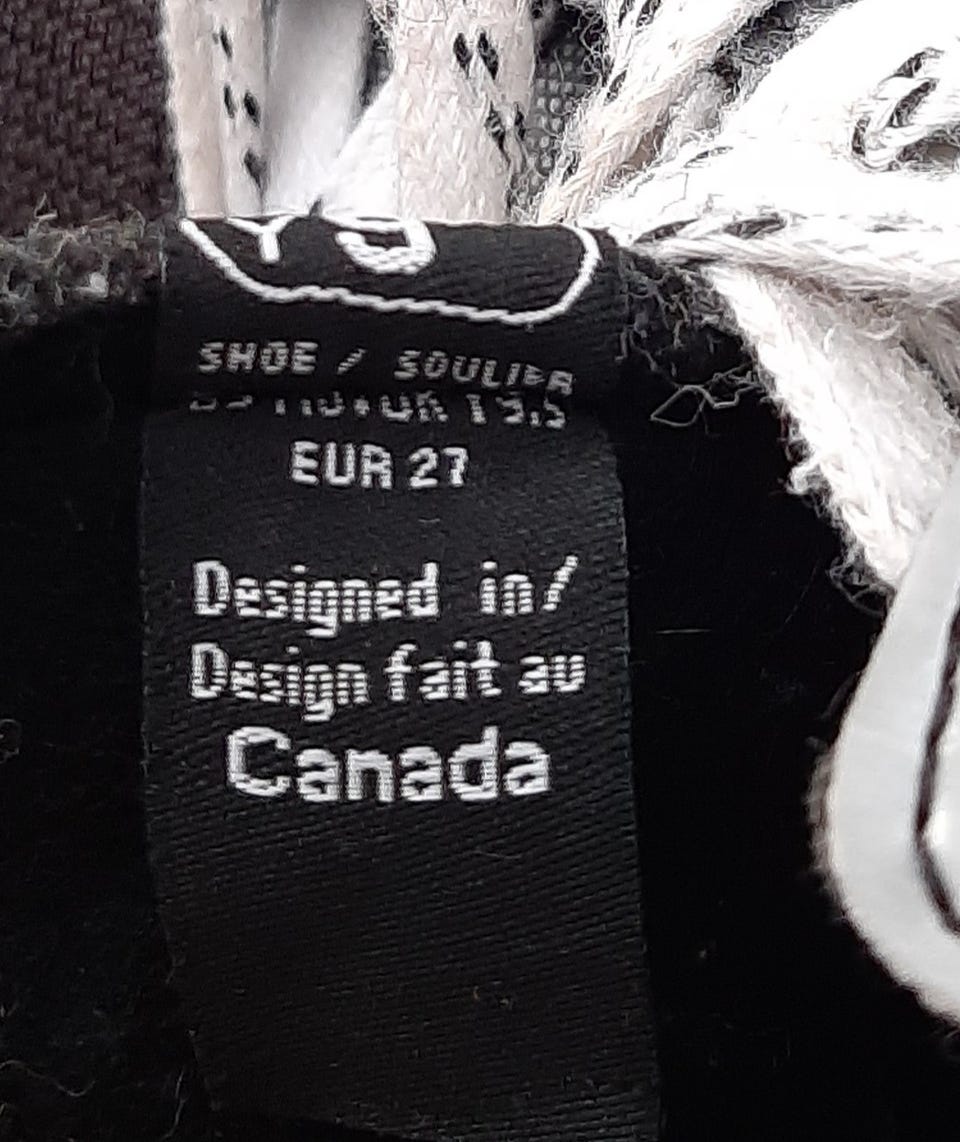 SHOE / SOULIER
EUR 27
Designed in/
Design fait au
Canada